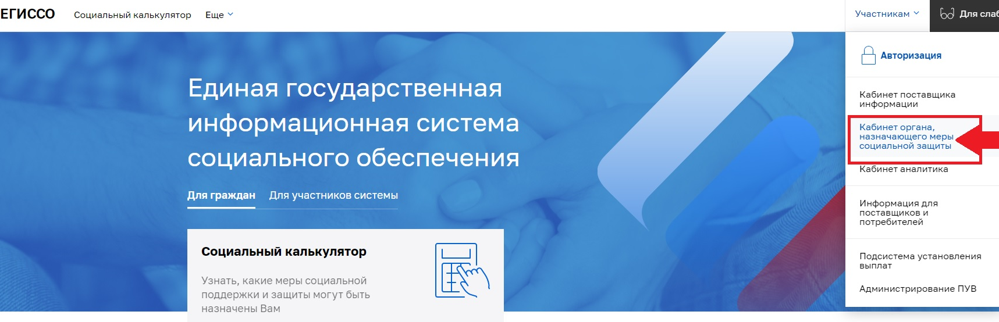 ЕГИССО
Социальный калькулятор
Еще
Участникам
Для слаб
Авторизация
Кабинет поставщика
информации
Кабинет органа,
назначающего меры
социальной защиты
Кабинет аналитика
Информация для
поставщиков и
потребителей
Подсистема установления
выплат
Администрирование ПУВ
Единая государственная
информационная система
социального обеспечения
Для граждан
Для участников системы
Социальный калькулятор
Узнать, какие меры социальной
поддержки и защиты могут быть
назначены Вам